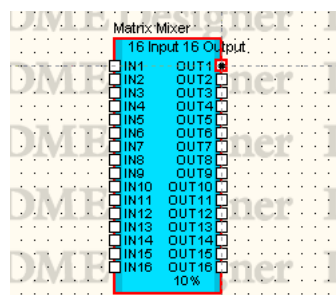 Matrix Mixer
16 Input 16 Output
IN1 OUT1
IN2 OUT2
IN3 OUT3
IN4 OUT4
IN5 OUT5
IN6 OUT6
IN7 OUT7
IN8 OUT8
IN9 OUT9
IN10 OUT10
IN11 OUT11
IN12 OUT12
IN13 OUT13
IN14 OUT14
IN15 OUT15
IN16 OUT16
10%